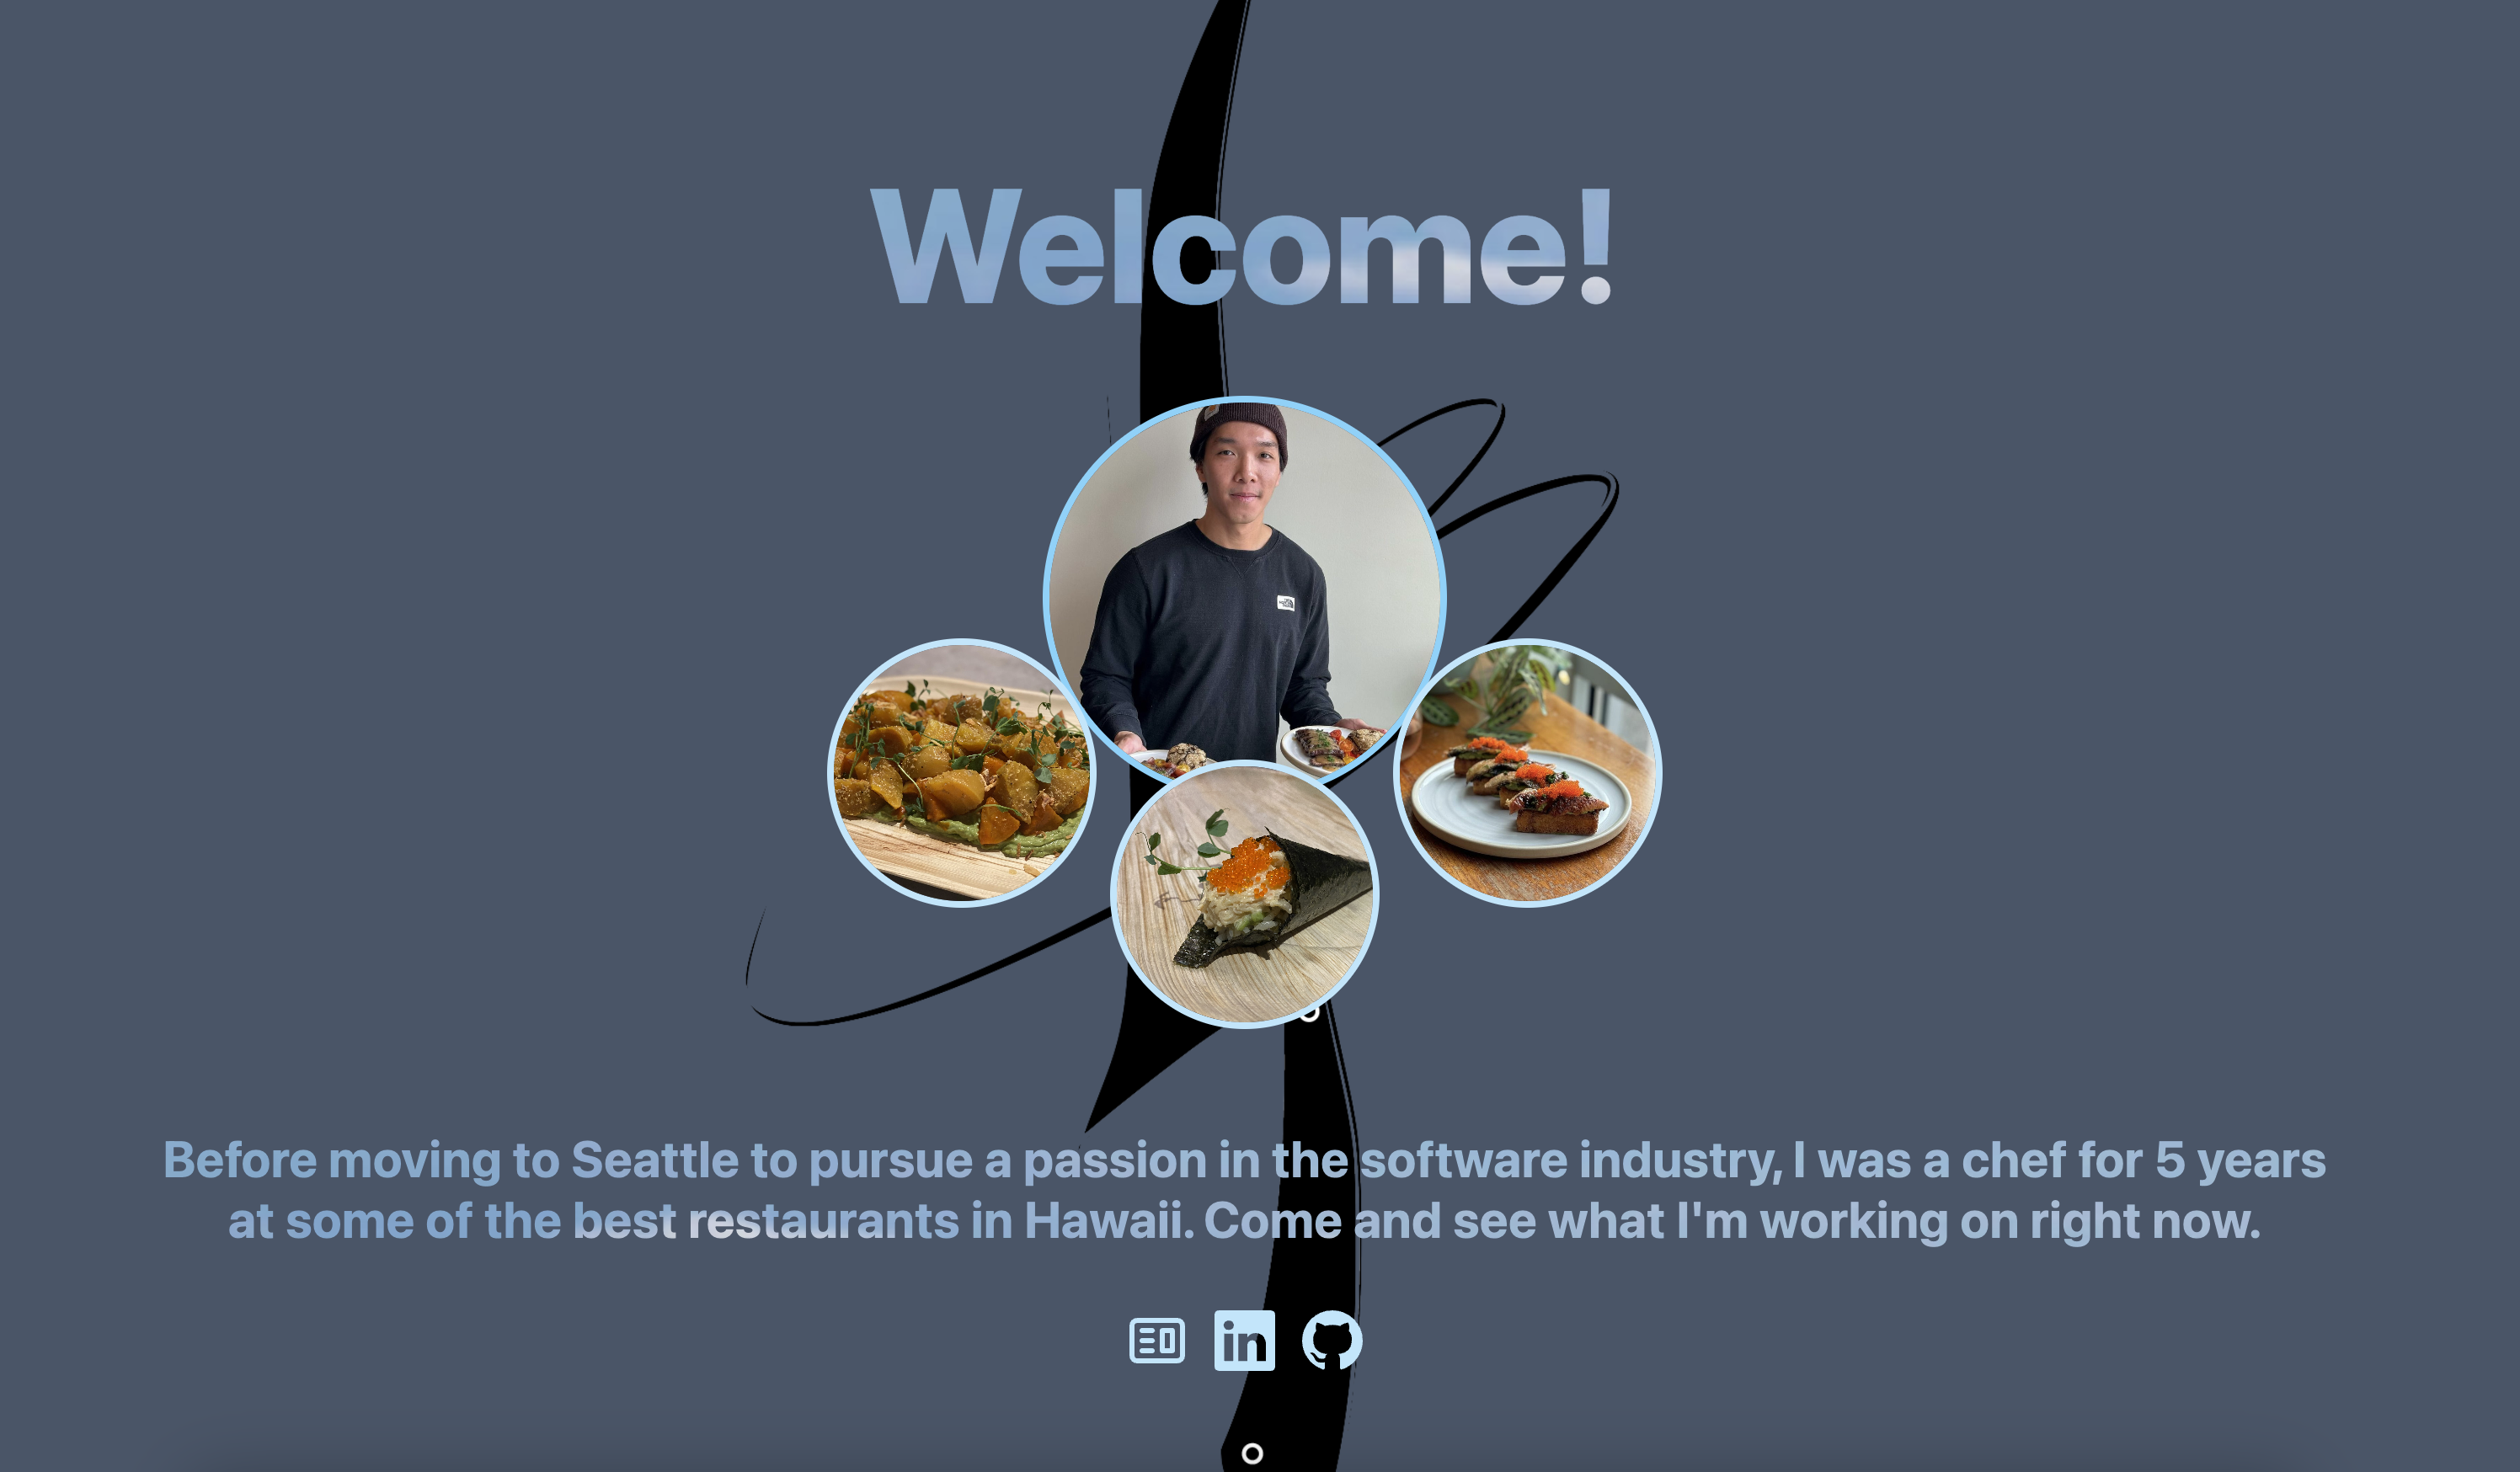 Welcome!
Before moving to Seattle to pursue a passion in the software industry, I was a chef for 5 years
at some of the best restaurants in Hawaii. Come and see what I'm working on right now.
in